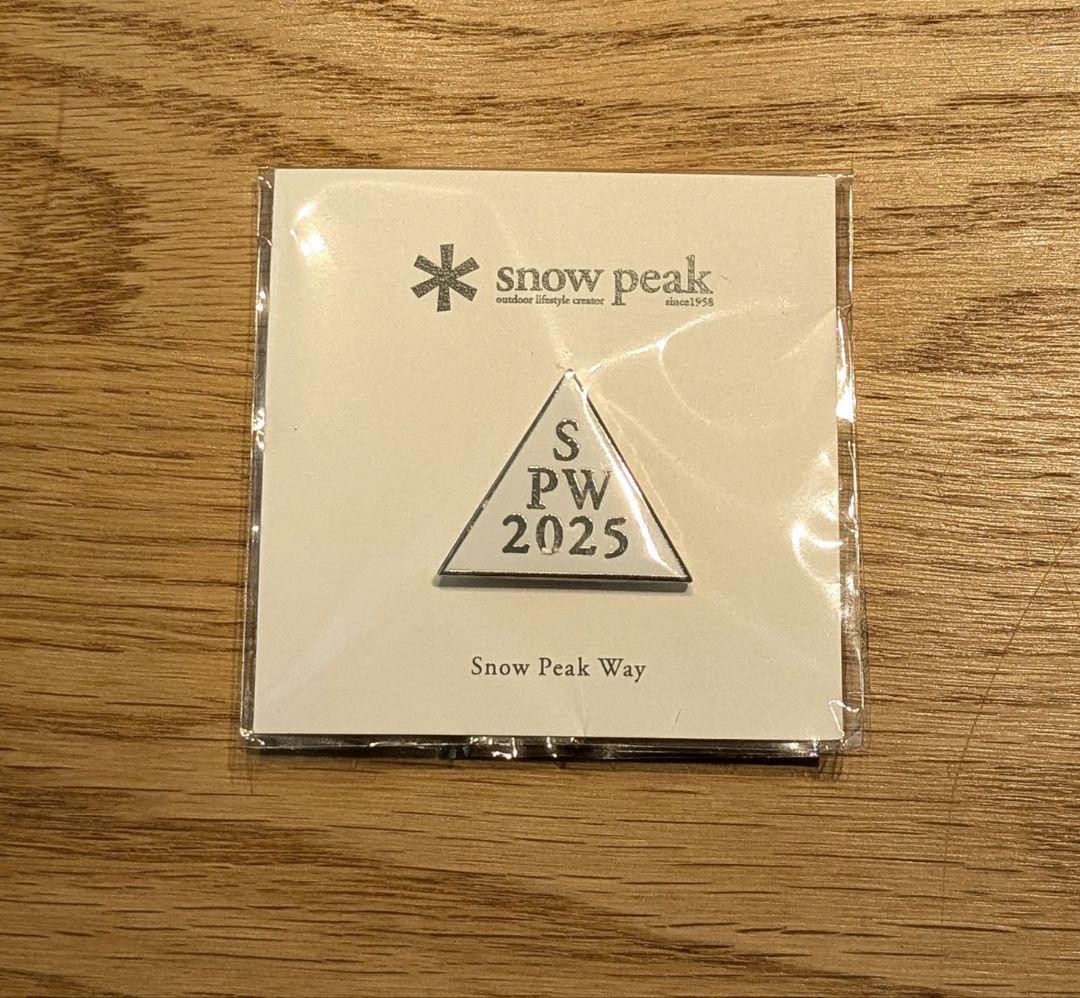 snow peak
outdoor lifestyle creator since1958
S
PW
2025
Snow Peak Way